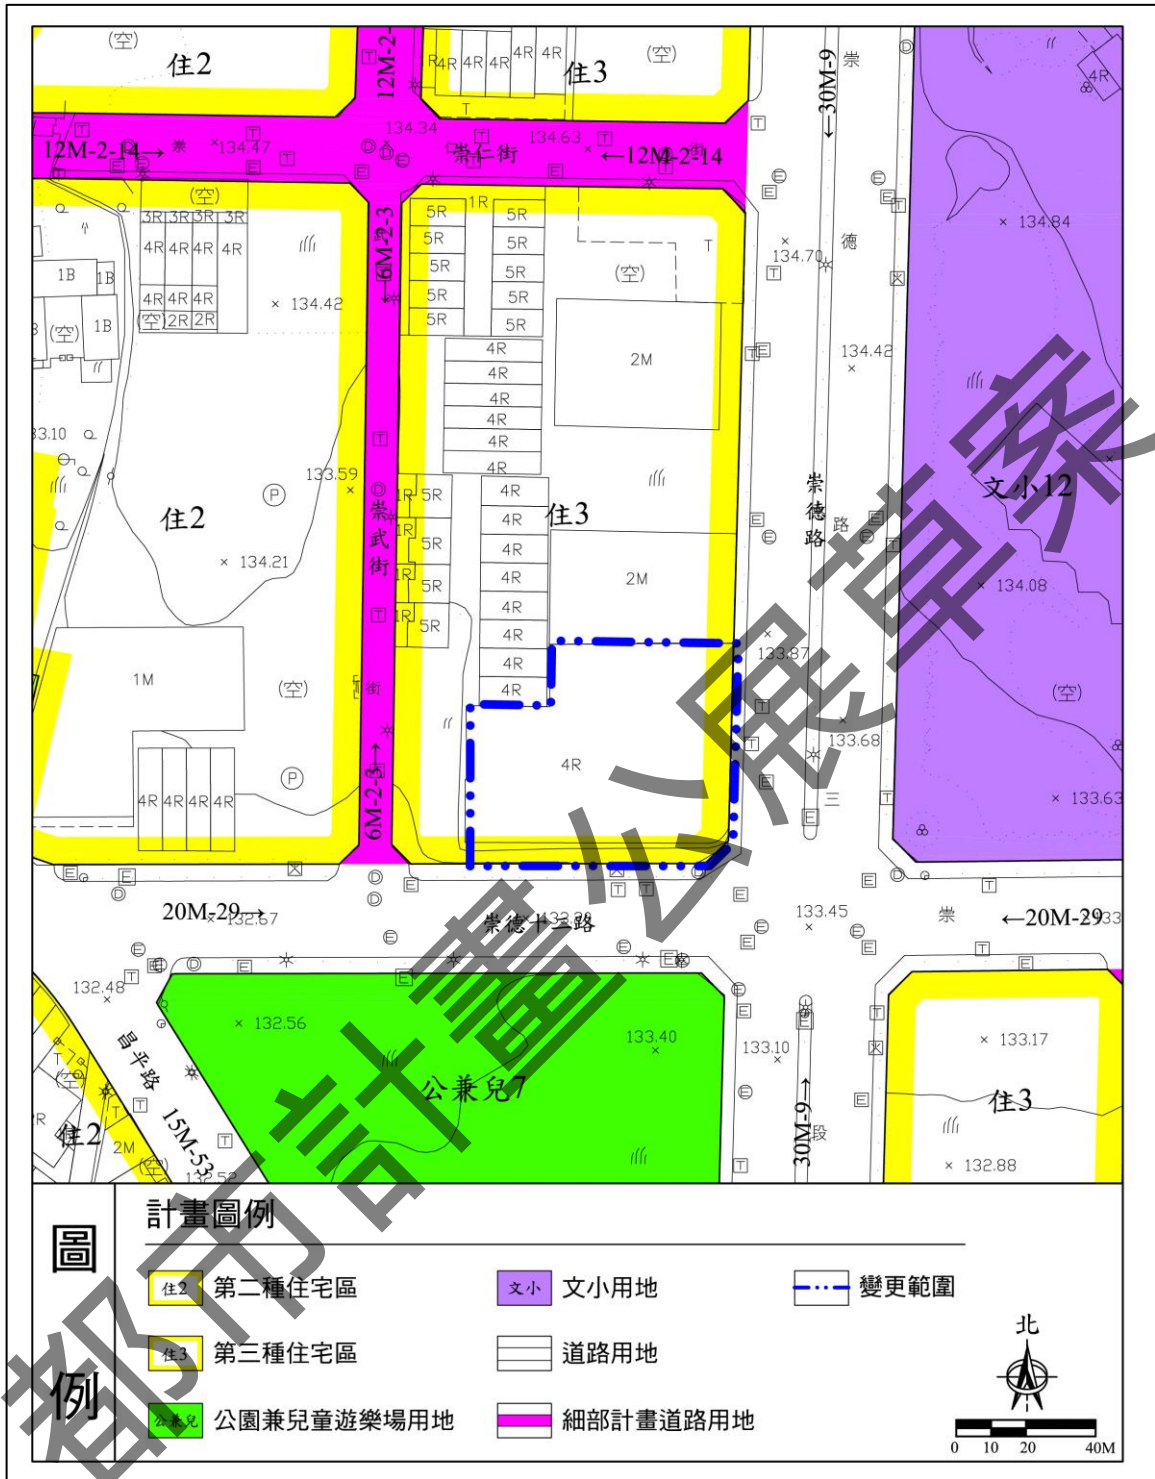 (空)
住2
12M-2-
R 4R 4R 4R 4R 4R
住3
(空)
←30M-9
崇
4R
134.34
134.63
12M-2-14→
崇
134.47
崇仁街
←12M-2-14
街
(空)
3R 3R 3R 3R
4R 4R 4R 4R
4R 4R 4R
(空) 2R 2R
134.42
1B
1B
(空)
1B
←6M-2-3
1R
5R 5R
5R 5R
5R 5R
5R 5R
5R 5R
(空)
2M
134.70
德
134.84
134.42
4R
4R
4R
4R
4R
4R
33.10
133.59
住2
134.21
崇武街
1R 5R
1R 5R
1R 5R
1R 5R
4R
4R
4R
4R
4R
4R
4R
4R
住3
2M
崇德路
路
文小12
134.08
133.87
(空)
1M
(空)
街
133.68
4R
6M-2-3→
4R 4R 4R 4R
三
133.63
20M-29→
132.67
崇德十二路
133.45
崇
←20M-29
132.48
昌平路
15M-53
132.56
133.40
公兼兒7
133.10
30M-9→
段
133.17
住3
132.88
住2
2M
(空)
132.52
都市計畫公展草案
圖例
計畫圖例
住2 第二種住宅區
文小 文小用地
變更範圍
住3 第三種住宅區
道路用地
公兼兒 公園兼兒童遊樂場用地
細部計畫道路用地
北
0 10 20 40M